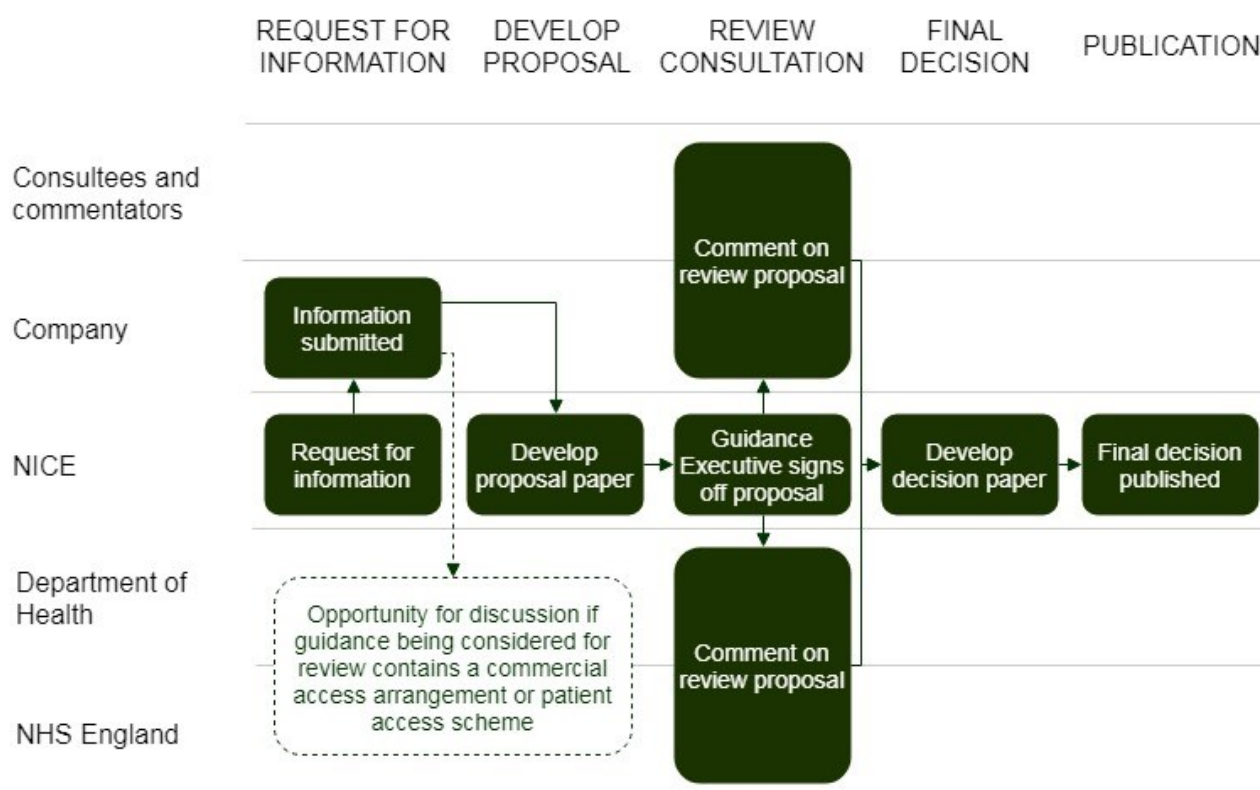 REQUEST FOR
INFORMATION
DEVELOP
PROPOSAL
REVIEW
CONSULTATION
FINAL
DECISION
PUBLICATION
Consultees and
commentators
Comment on
review proposal
Company
Information
submitted
NICE
Request for
information
Develop
proposal paper
Guidance
Executive signs
off proposal
Develop
decision paper
Final decision
published
Department of
Health
Opportunity for discussion if
guidance being considered for
review contains a commercial
access arrangement or patient
access scheme
Comment on
review proposal
NHS England